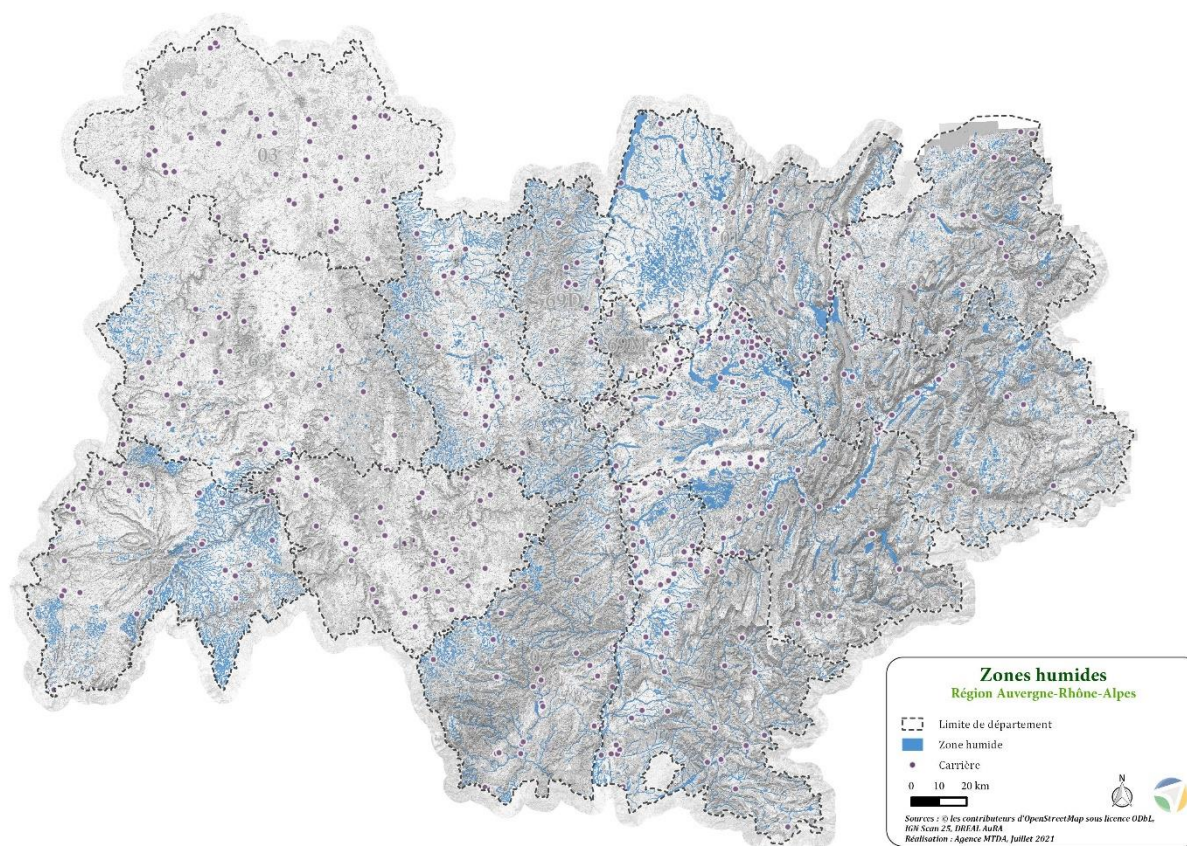 03
69D
Zones humides
Région Auvergne-Rhône-Alpes
Limite de département
Zone humide
Carrière
0 10 20 km
N
Sources : © les contributeurs d'OpenStreetMap sous licence ODbL,
IGN Scan 25, DREAL AuRA
Réalisation : Agence MTDA, Juillet 2021